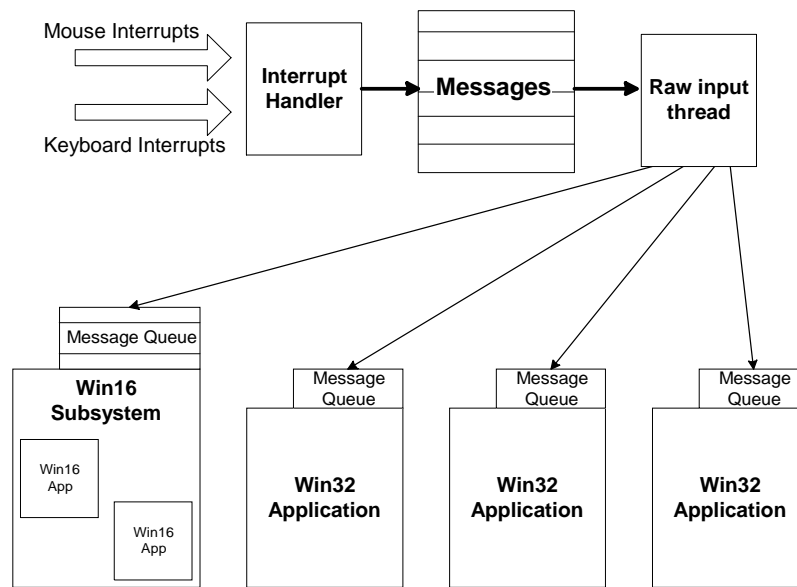 Mouse Interrupts
Keyboard Interrupts
Interrupt
Handler
Messages
Raw input
thread
Message Queue
Win16
Subsystem
Win16
App
Win16
App
Message
Queue
Win32
Application
Message
Queue
Win32
Application
Message
Queue
Win32
Application